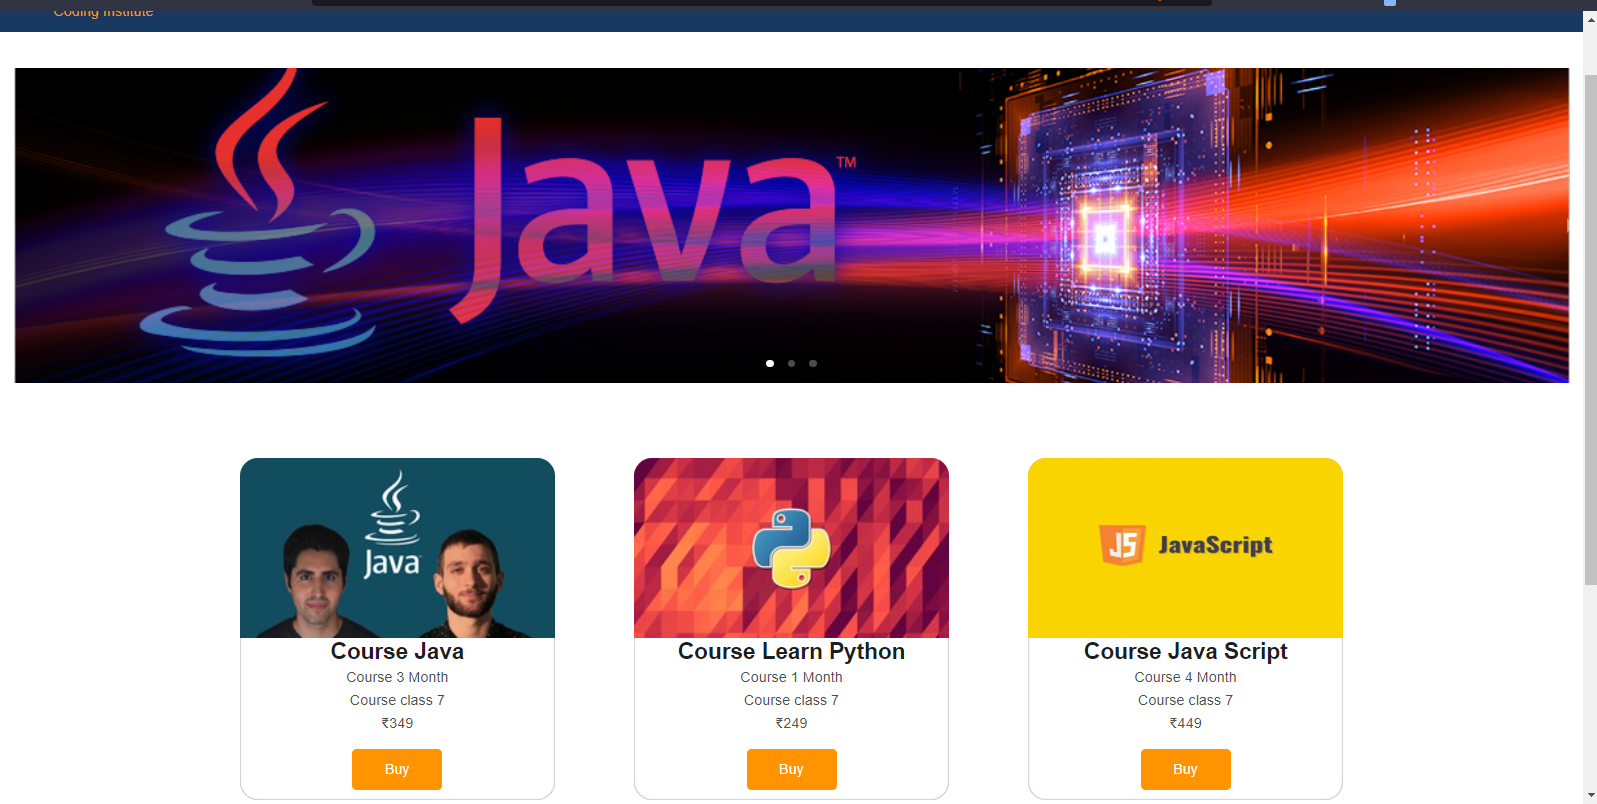 Coding Institute
Java™
Java
JS JavaScript
Course Java
Course 3 Month
Course class 7
₹349
Buy
Course Learn Python
Course 1 Month
Course class 7
₹249
Buy
Course Java Script
Course 4 Month
Course class 7
₹449
Buy